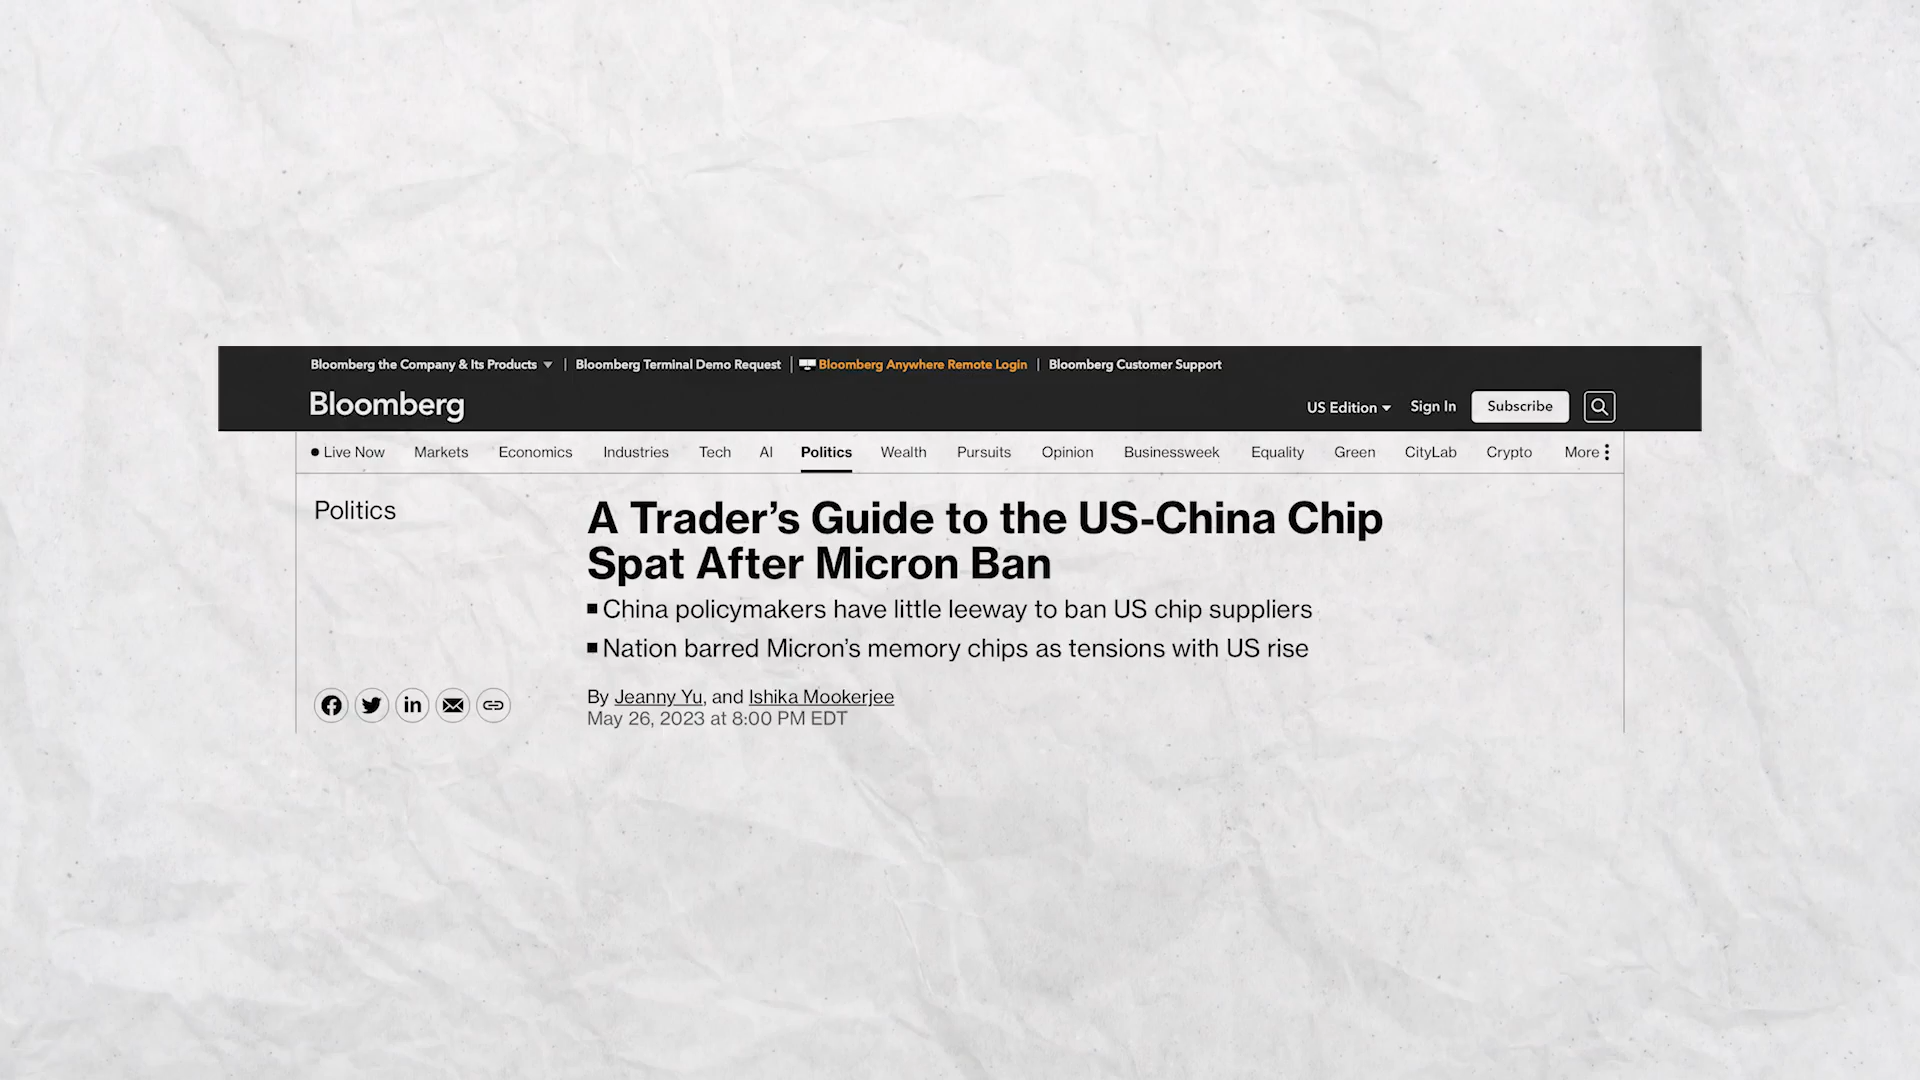 Bloomberg the Company & Its Products | Bloomberg Terminal Demo Request | Bloomberg Anywhere Remote Login | Bloomberg Customer Support
Bloomberg
US Edition Sign In Subscribe
Live Now Markets Economics Industries Tech AI Politics Wealth Pursuits Opinion Businessweek Equality Green CityLab Crypto More
Politics
A Trader’s Guide to the US-China Chip
Spat After Micron Ban
China policymakers have little leeway to ban US chip suppliers
Nation barred Micron’s memory chips as tensions with US rise
By Jeanny Yu, and Ishika Mookerjee
May 26, 2023 at 8:00 PM EDT